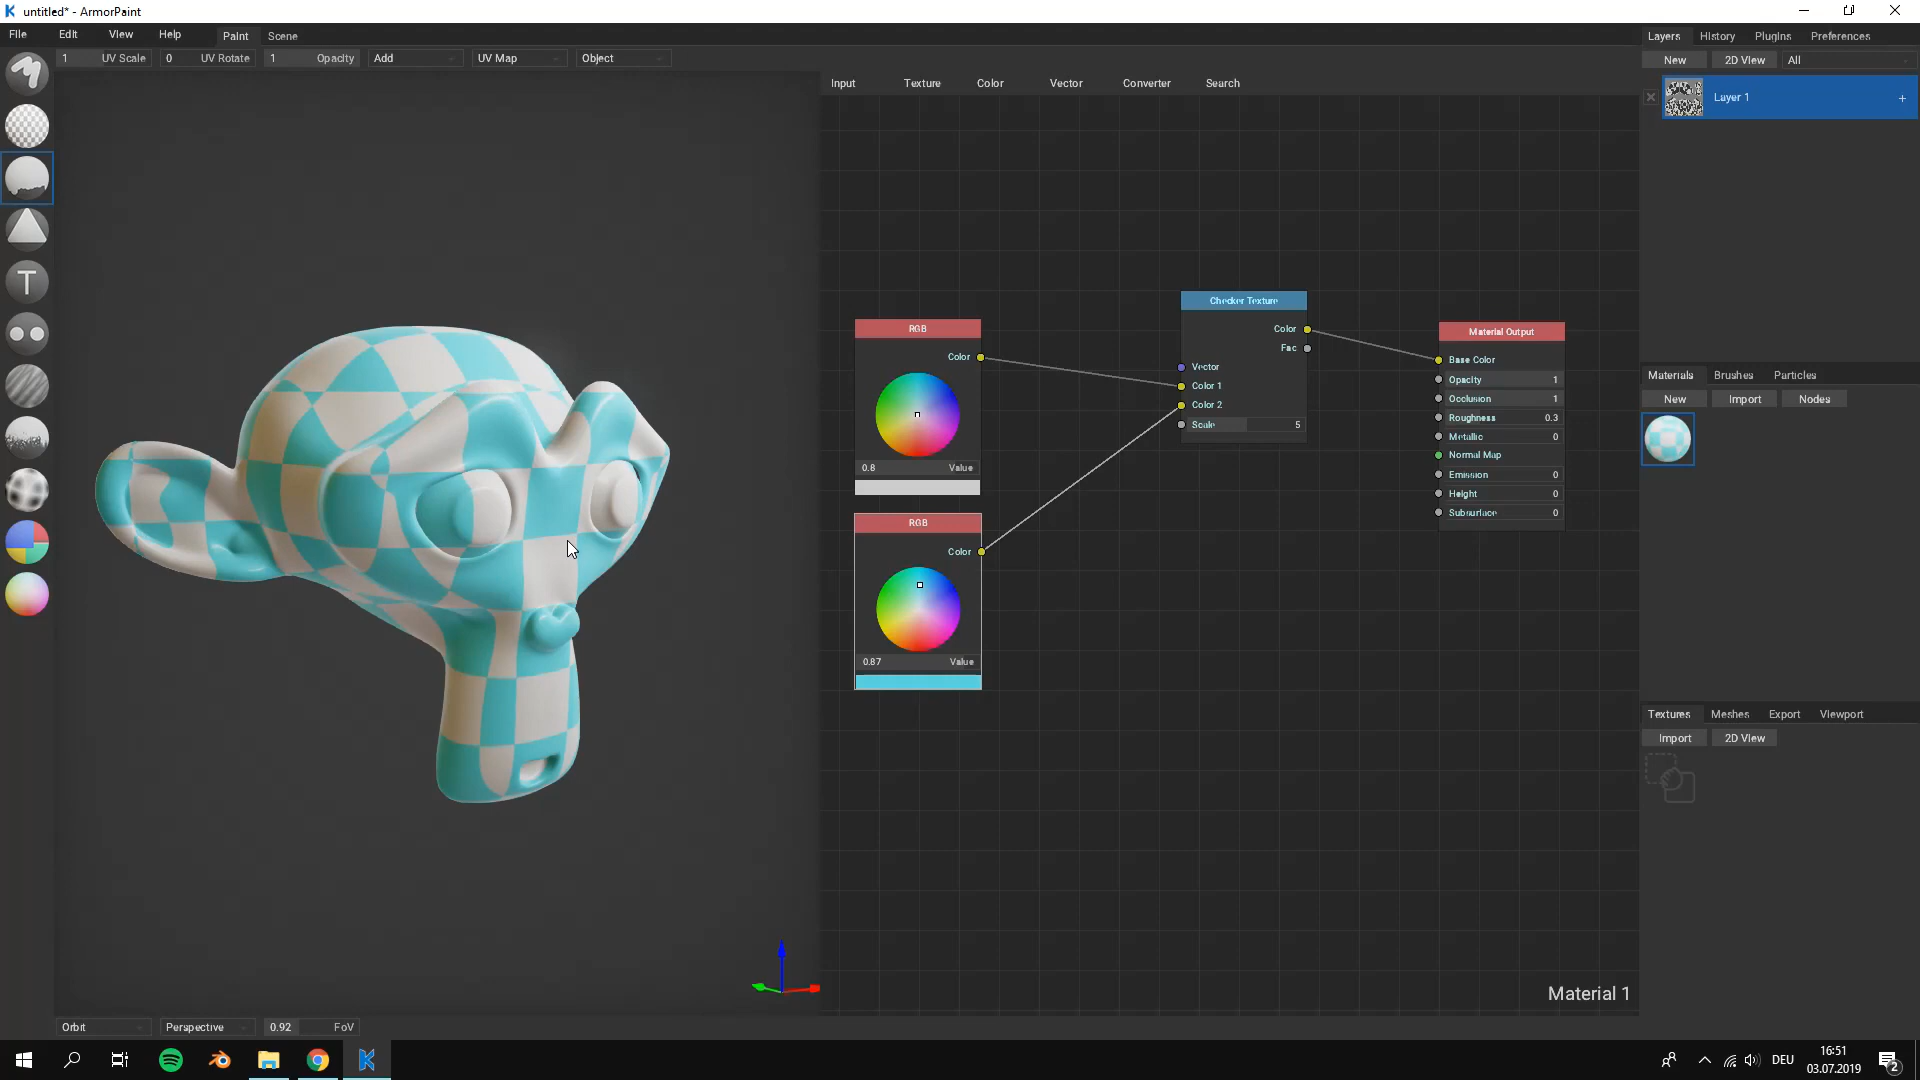 untitled* - ArmorPaint
File Edit View Help Paint Scene
1 UV Scale 0 UV Rotate 1 Opacity Add UV Map Object
Input Texture Color Vector Converter Search
Layers History Plugins Preferences
New 2D View All
Layer 1
T
RGB
Color
0.8 Value
RGB
Color
0.87 Value
Checker Texture
Color
Fac
Vector
Color 1
Color 2
Scale 5
Material Output
Base Color
Opacity 1
Occlusion 1
Roughness 0.3
Metallic 0
Normal Map
Emission 0
Height 0
Subsurface 0
Materials Brushes Particles
New Import Nodes
Textures Meshes Export Viewport
Import 2D View
Material 1
Orbit Perspective 0.92 FoV
DEU
16:51
03.07.2019
2